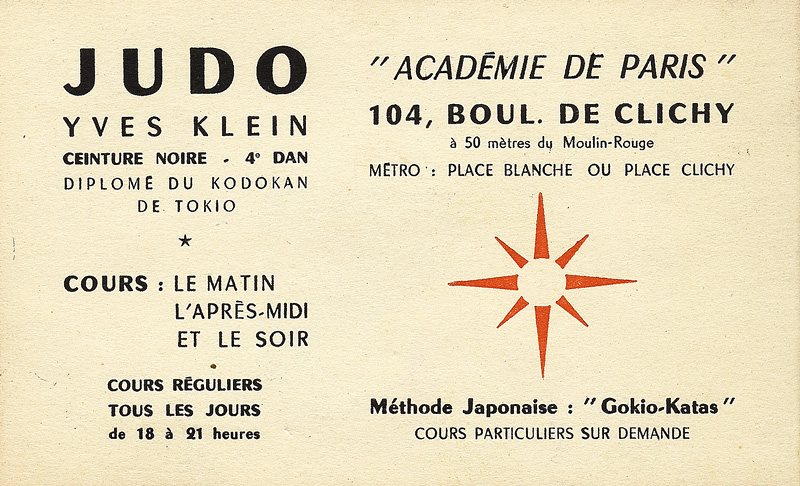 JUDO
YVES KLEIN
CEINTURE NOIRE - 4º DAN
DIPLOMÉ DU KODOKAN
DE TOKIO
COURS : LE MATIN
L'APRÈS-MIDI
ET LE SOIR
COURS RÉGULIERS
TOUS LES JOURS
de 18 à 21 heures
"ACADÉMIE DE PARIS"
104, BOUL. DE CLICHY
à 50 mètres du Moulin-Rouge
MÉTRO : PLACE BLANCHE OU PLACE CLICHY
Méthode Japonaise : "Gokio-Katas"
COURS PARTICULIERS SUR DEMANDE